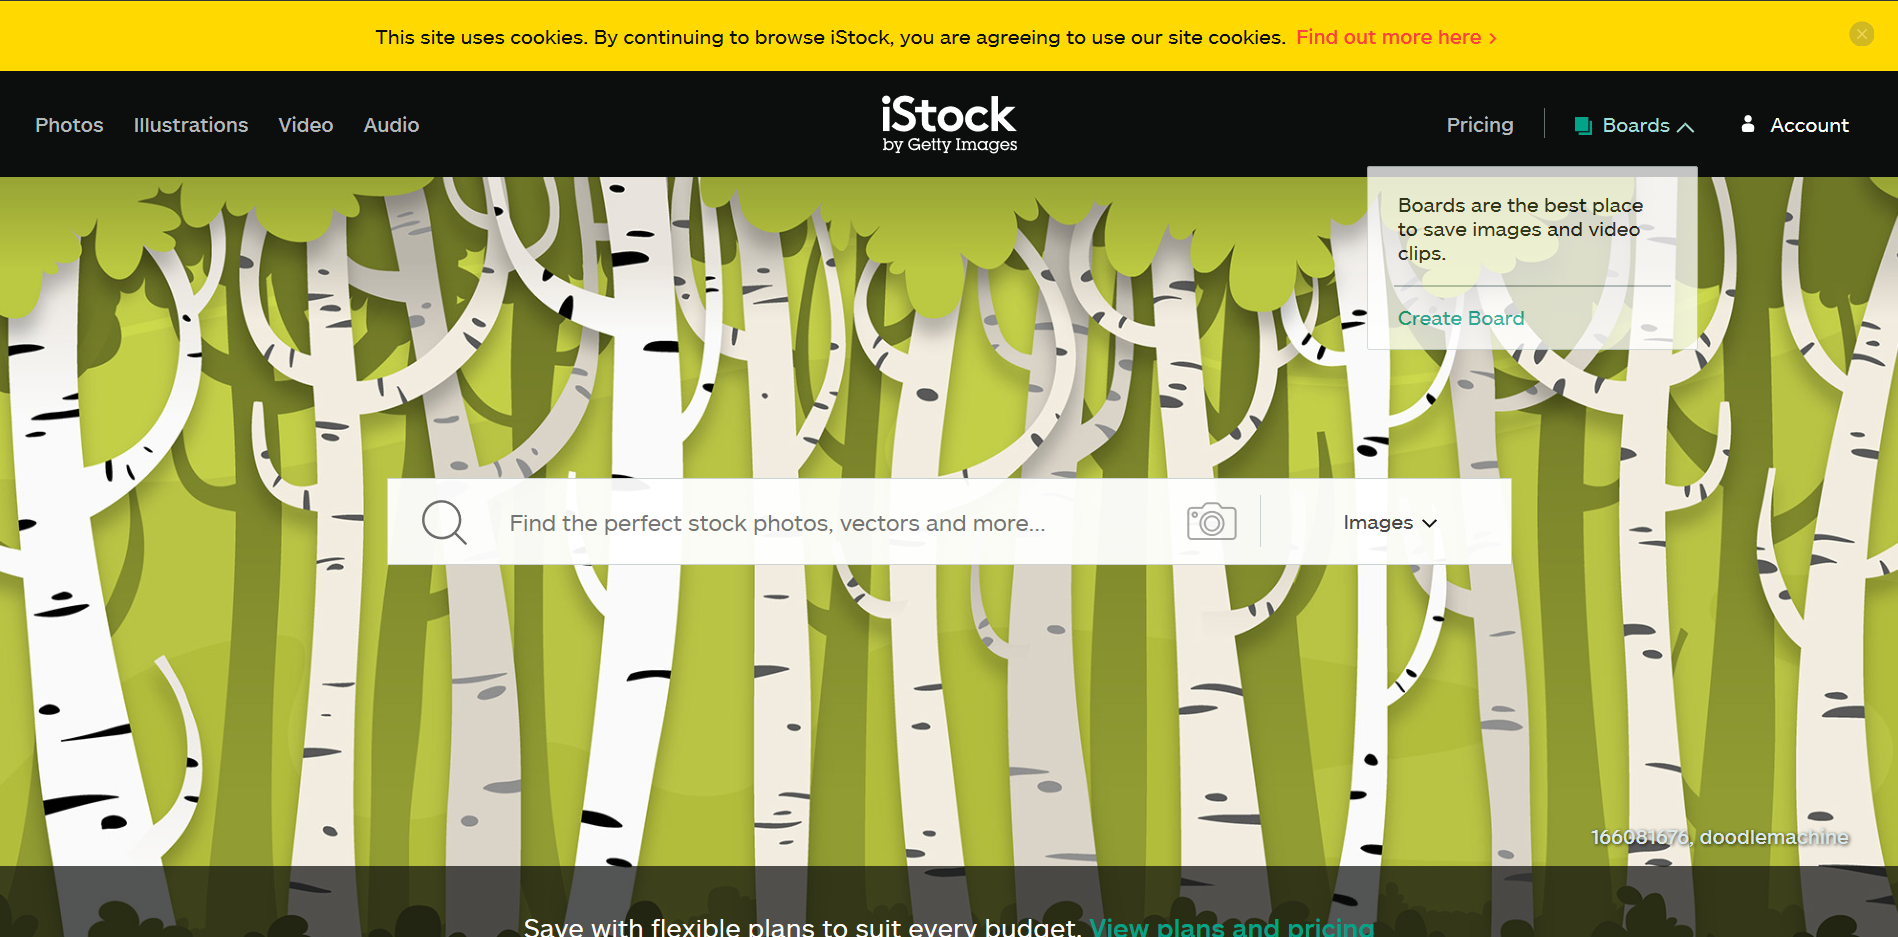 This site uses cookies. By continuing to browse iStock, you are agreeing to use our site cookies. Find out more here >
Photos Illustrations Video Audio
iStock
by Getty Images
Pricing Boards Account
Boards are the best place
to save images and video
clips.
Create Board
Find the perfect stock photos, vectors and more...
Images
166081676, doodlemachine
Save with flexible plans to suit every budget. View plans and pricing